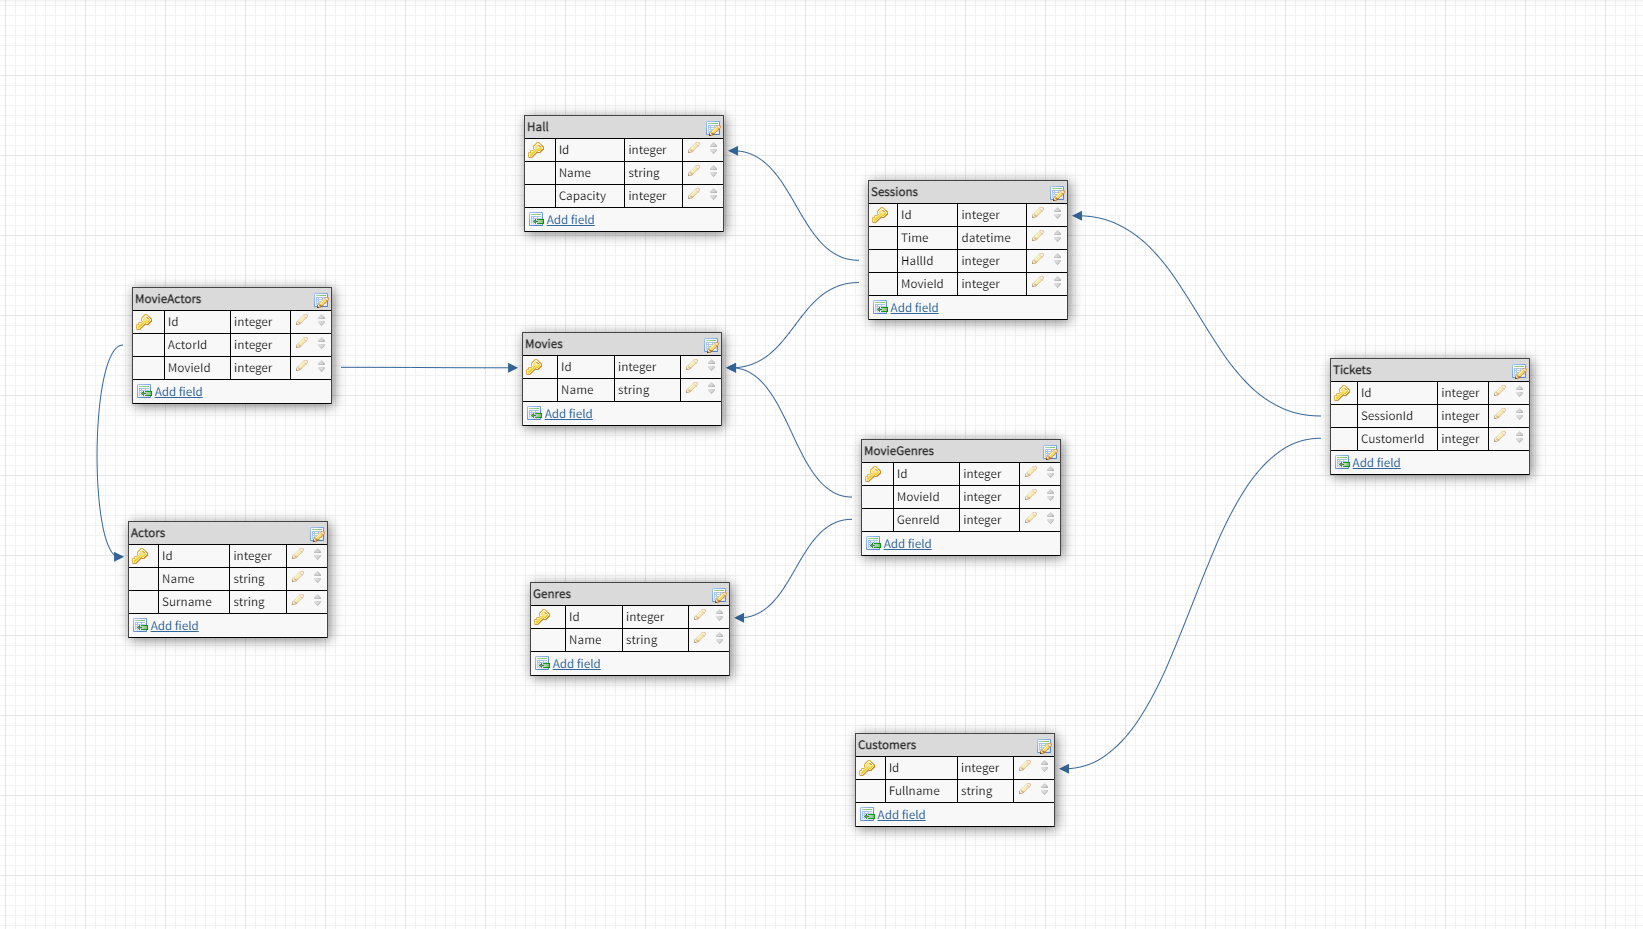 Hall
Id integer
Name string
Capacity integer
Add field
Sessions
Id integer
Time datetime
HallId integer
MovieId integer
Add field
MovieActors
Id integer
ActorId integer
MovieId integer
Add field
Movies
Id integer
Name string
Add field
Tickets
Id integer
SessionId integer
CustomerId integer
Add field
MovieGenres
Id integer
MovieId integer
GenreId integer
Add field
Actors
Id integer
Name string
Surname string
Add field
Genres
Id integer
Name string
Add field
Customers
Id integer
Fullname string
Add field